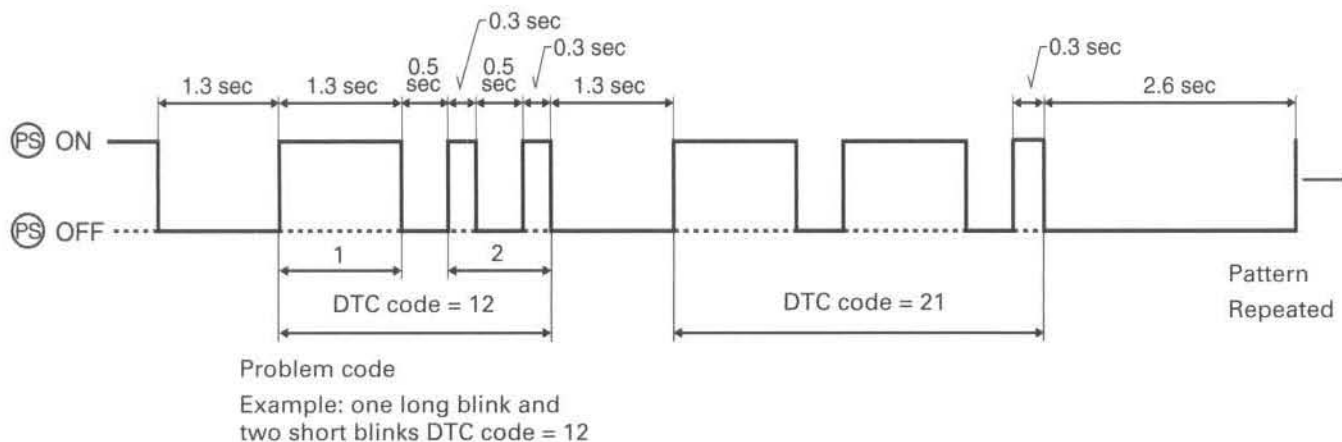 0.3 sec
0.3 sec
0.3 sec
1.3 sec
1.3 sec
0.5
sec
0.5
sec
1.3 sec
2.6 sec
PS ON
PS OFF
1
2
DTC code = 12
DTC code = 21
Pattern
Repeated
Problem code
Example: one long blink and
two short blinks DTC code = 12